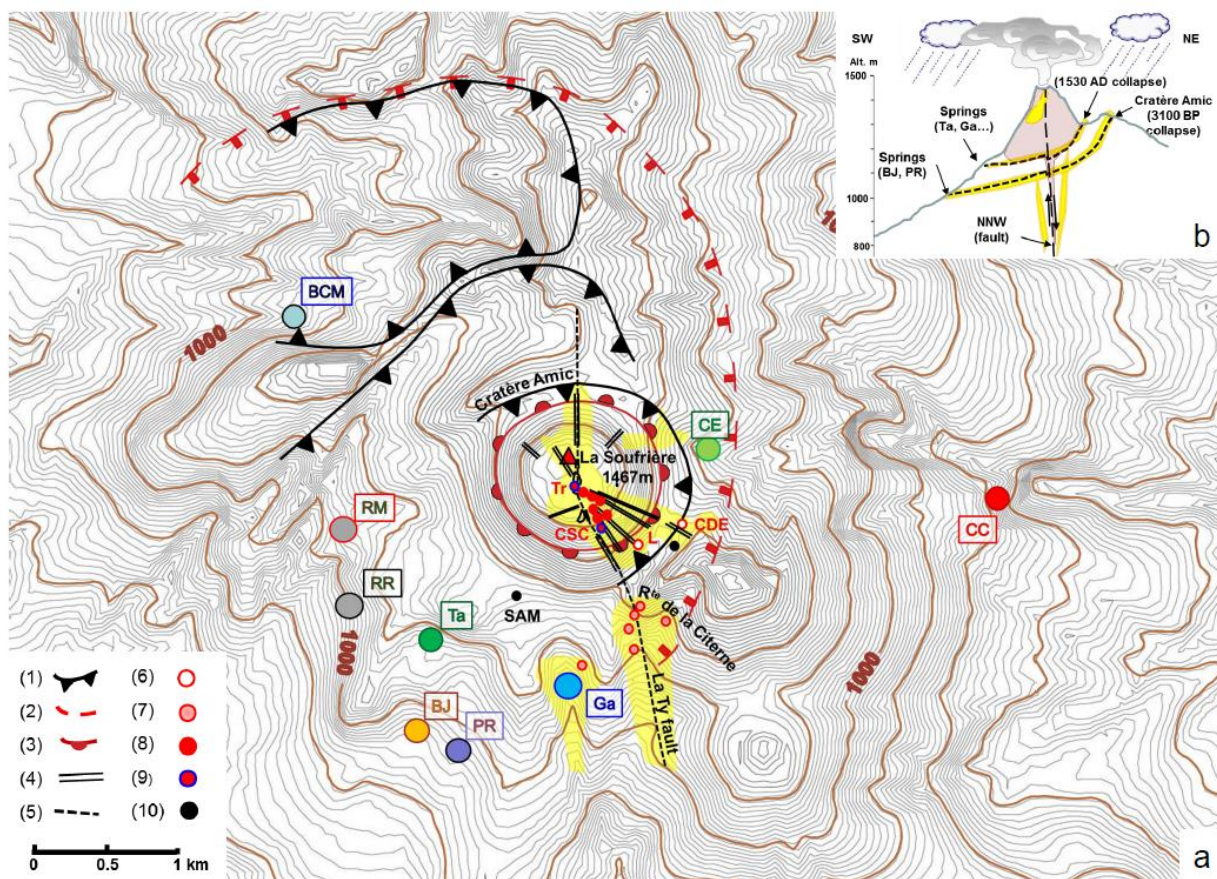 SW
NE
Alt. m
1500
(1530 AD collapse)
Cratère Amic
(3100 BP
collapse)
Springs
(Ta, Ga...)
Springs
(BJ, PR)
1000
NNW
(fault)
800
b
BCM
1000
Cratère Amic
CE
La Soufrière
1467m
Tr
CSC
L
CDE
CC
RM
RR
SAM
Ta
Rte de la Citerne
La Ty fault
1000
1000
Ga
BJ
PR
(1)
(6)
(2)
(7)
(3)
(8)
(4)
(9)
(5)
(10)
0
0.5
1 km
a